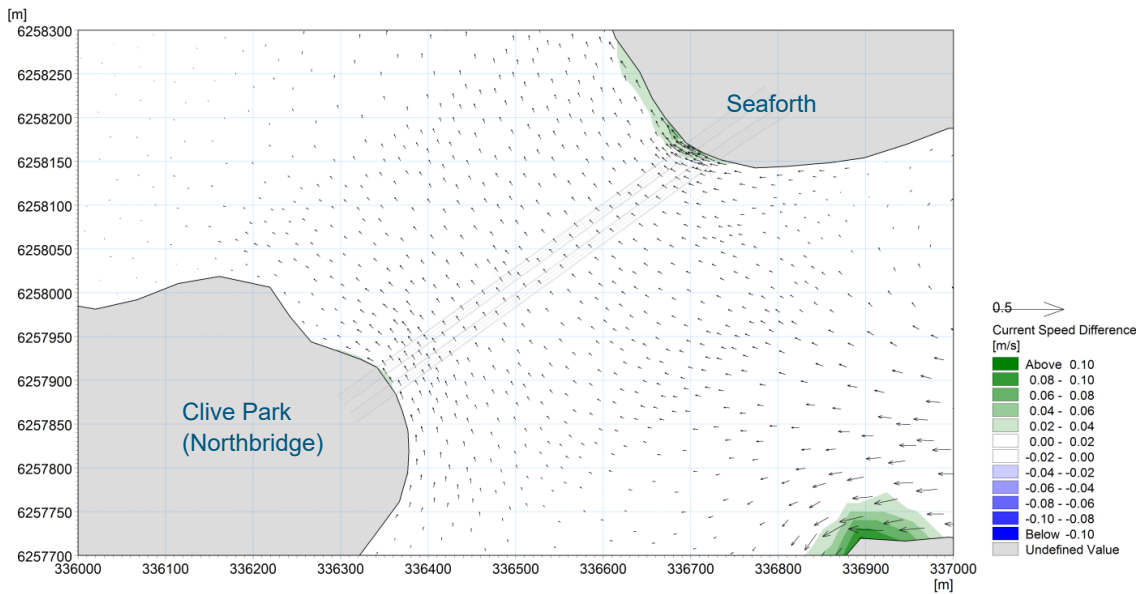 [m]
6258300
6258250
6258200
6258150
6258100
6258050
6258000
6257950
6257900
6257850
6257800
6257750
6257700
Seaforth
Clive Park
(Northbridge)
336000 336100 336200 336300 336400 336500 336600 336700 336800 336900 337000
[m]
0.5
Current Speed Difference
[m/s]
Above 0.10
0.08 - 0.10
0.06 - 0.08
0.04 - 0.06
0.02 - 0.04
0.00 - 0.02
-0.02 - 0.00
-0.04 - -0.02
-0.06 - -0.04
-0.08 - -0.06
-0.10 - -0.08
Below -0.10
Undefined Value